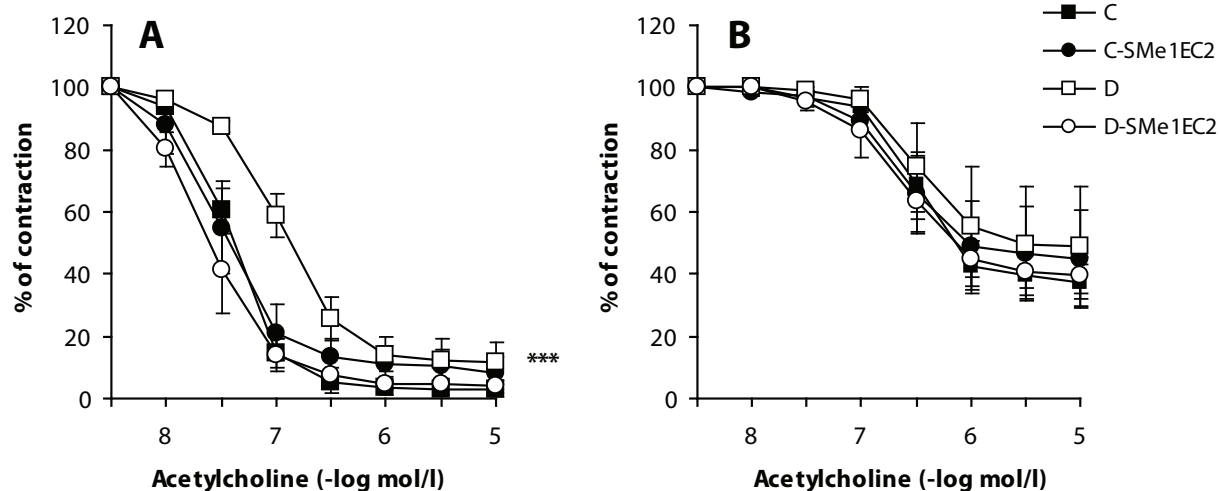 A
120
100
80
60
40
20
0
% of contraction
8 7 6 5
Acetylcholine (-log mol/l)
***
B
120
100
80
60
40
20
0
% of contraction
8 7 6 5
Acetylcholine (-log mol/l)
C
C-SMe1EC2
D
D-SMe1EC2